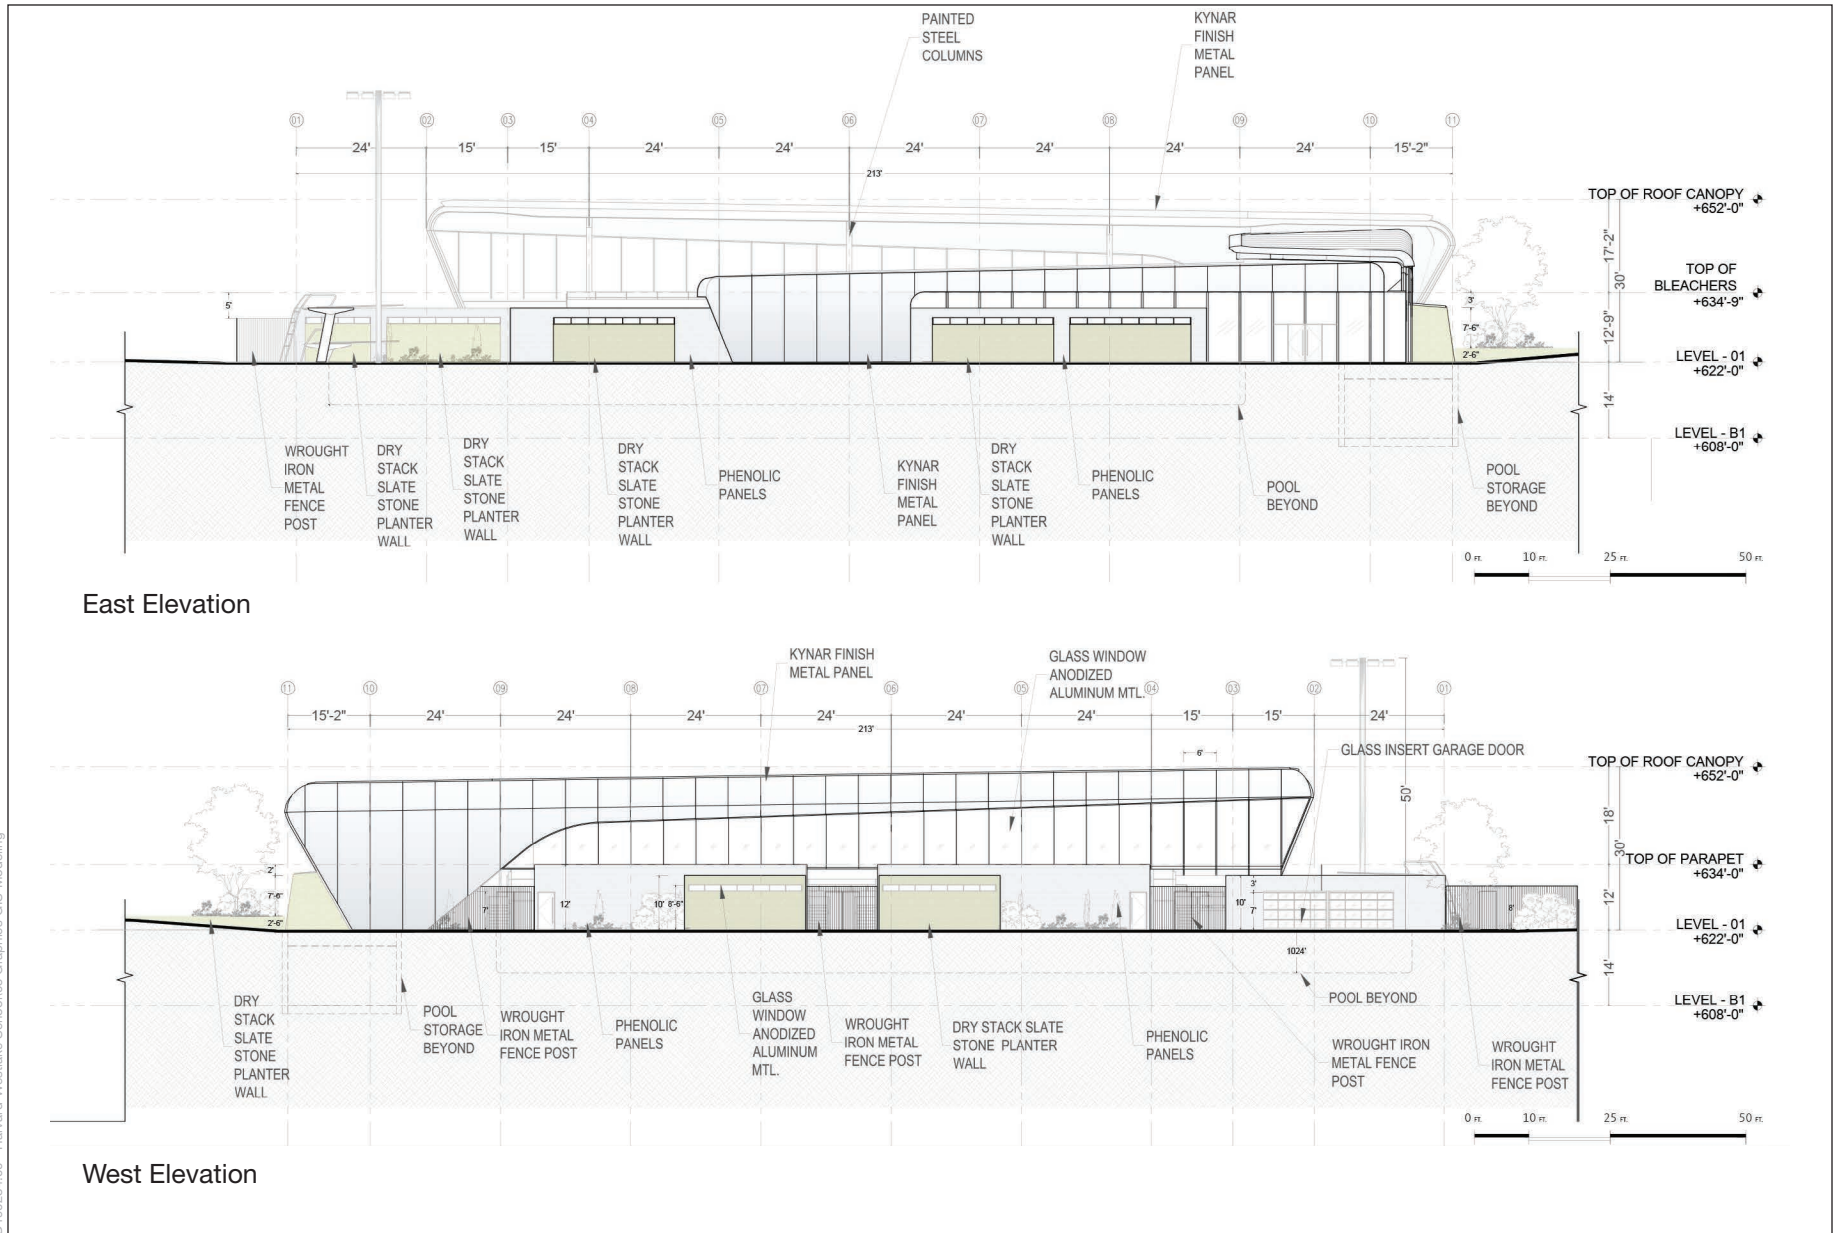 PAINTED
STEEL
COLUMNS
KYNAR
FINISH
METAL
PANEL
01 02 03 04 05 06 07 08 09 10 11
24' 15' 15' 24' 24' 24' 24' 24' 24' 15'-2"
213'
TOP OF ROOF CANOPY
+652'-0"
17'-2"
30'
TOP OF
BLEACHERS
+634'-9"
5'
3'
7'-6"
2'-6"
12'-9"
LEVEL - 01
+622'-0"
14'
LEVEL - B1
+608'-0"
WROUGHT
IRON
METAL
FENCE
POST
DRY
STACK
SLATE
STONE
PLANTER
WALL
DRY
STACK
SLATE
STONE
PLANTER
WALL
DRY
STACK
SLATE
STONE
PLANTER
WALL
PHENOLIC
PANELS
KYNAR
FINISH
METAL
PANEL
DRY
STACK
SLATE
STONE
PLANTER
WALL
PHENOLIC
PANELS
POOL
BEYOND
POOL
STORAGE
BEYOND
0 FT. 10 FT. 25 FT. 50 FT.
East Elevation
KYNAR FINISH
METAL PANEL
GLASS WINDOW
ANODIZED
ALUMINUM MTL.
11 10 09 08 07 06 05 04 03 02 01
15'-2" 24' 24' 24' 24' 24' 24' 15' 15' 24'
213'
6'
GLASS INSERT GARAGE DOOR
TOP OF ROOF CANOPY
+652'-0"
50'
18'
30'
TOP OF PARAPET
+634'-0"
2'
7'-6"
2'-6"
7'
12'
10'
8'-6"
3'
10'
7'
8'
12'
LEVEL - 01
+622'-0"
1024'
14'
LEVEL - B1
+608'-0"
DRY
STACK
SLATE
STONE
PLANTER
WALL
POOL
STORAGE
BEYOND
WROUGHT
IRON METAL
FENCE POST
PHENOLIC
PANELS
GLASS
WINDOW
ANODIZED
ALUMINUM
MTL.
WROUGHT
IRON METAL
FENCE POST
DRY STACK SLATE
STONE PLANTER
WALL
PHENOLIC
PANELS
POOL BEYOND
WROUGHT IRON
METAL FENCE
POST
WROUGHT
IRON METAL
FENCE POST
0 FT. 10 FT. 25 FT. 50 FT.
West Elevation